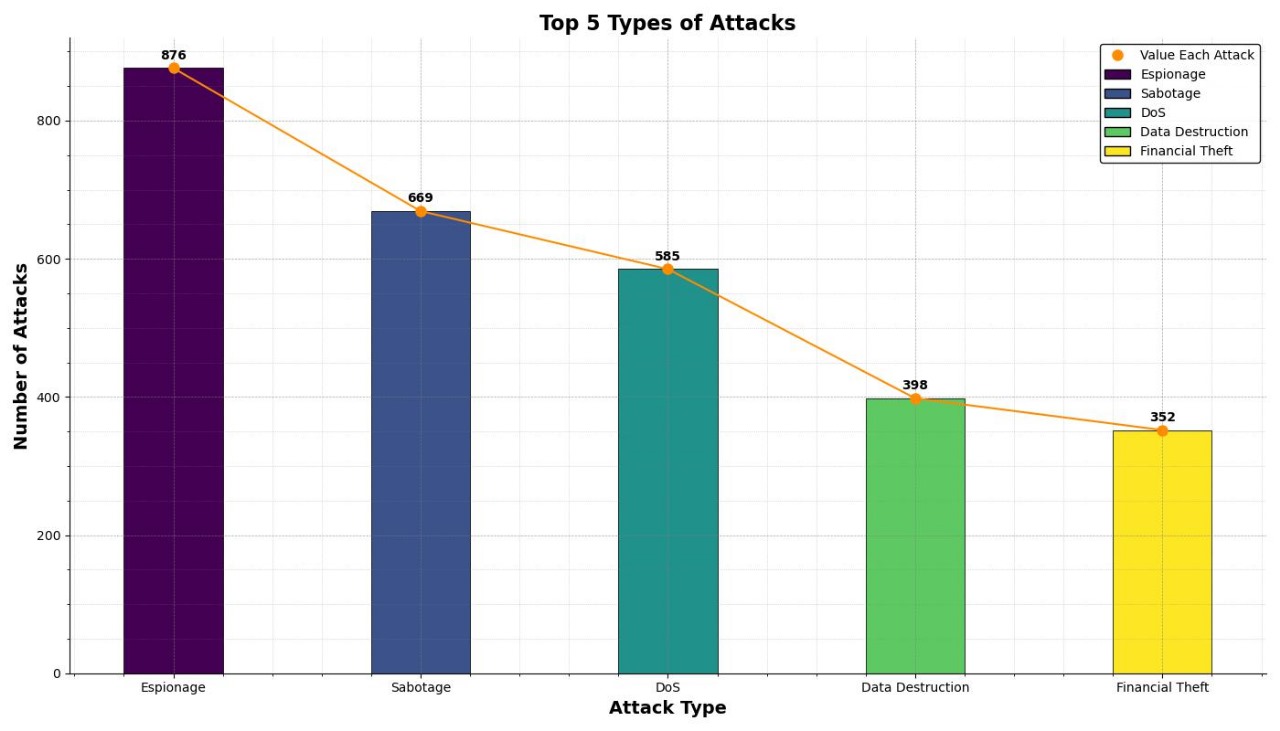 Top 5 Types of Attacks
Value Each Attack
Espionage
Sabotage
DoS
Data Destruction
Financial Theft
876
669
585
398
352
Number of Attacks
800
600
400
200
0
Espionage
Sabotage
DoS
Data Destruction
Financial Theft
Attack Type